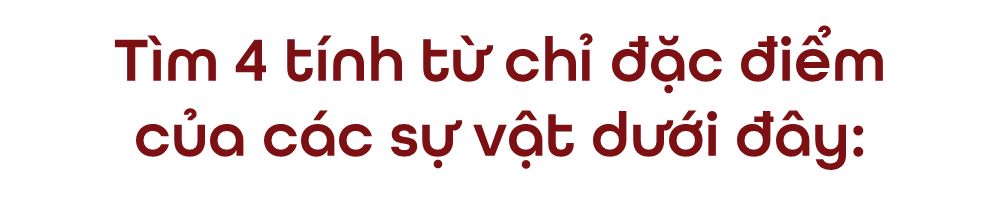 Tìm 4 tính từ chỉ đặc điểm
của các sự vật dưới đây: